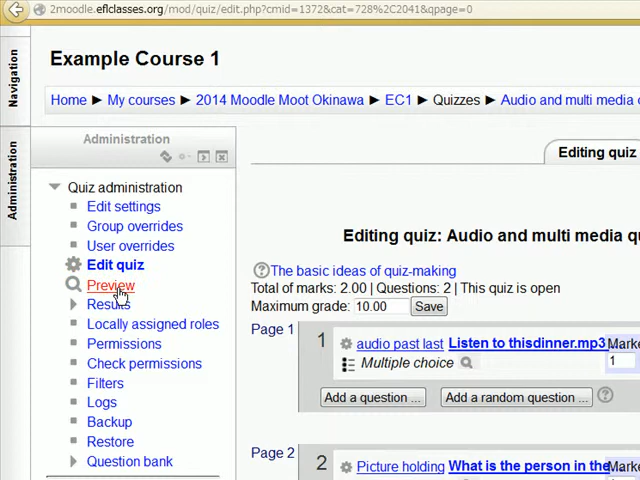 2moodle.eflclasses.org/mod/quiz/edit.php?cmid=1372&cat=728%2C2041&qpage=0
Navigation
Administration
Example Course 1
Home ► My courses ► 2014 Moodle Moot Okinawa ► EC1 ► Quizzes ► Audio and multi media
Administration
Quiz administration
Edit settings
Group overrides
User overrides
Edit quiz
Preview
Results
Locally assigned roles
Permissions
Check permissions
Filters
Logs
Backup
Restore
Question bank
Editing quiz
Editing quiz: Audio and multi media qu
The basic ideas of quiz-making
Total of marks: 2.00 | Questions: 2 | This quiz is open
Maximum grade: 10.00 Save
Page 1
1 audio past last Listen to thisdinner.mp3 Marke
Multiple choice 1
Add a question ... Add a random question ...
Page 2
2 Picture holding What is the person in the Marke
1